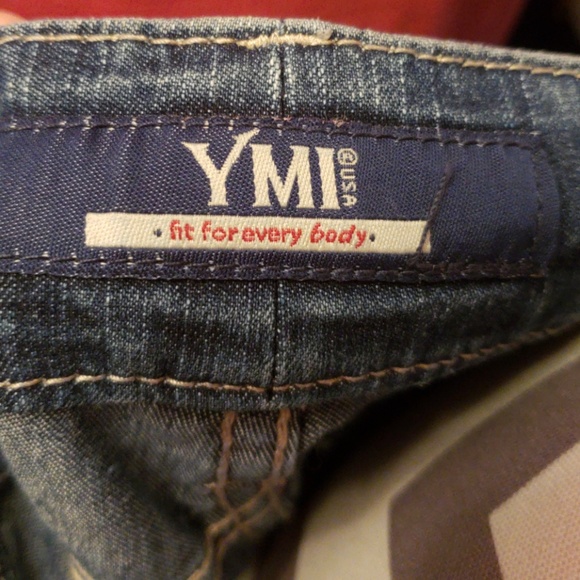 YMI® USA
• fit for every body •